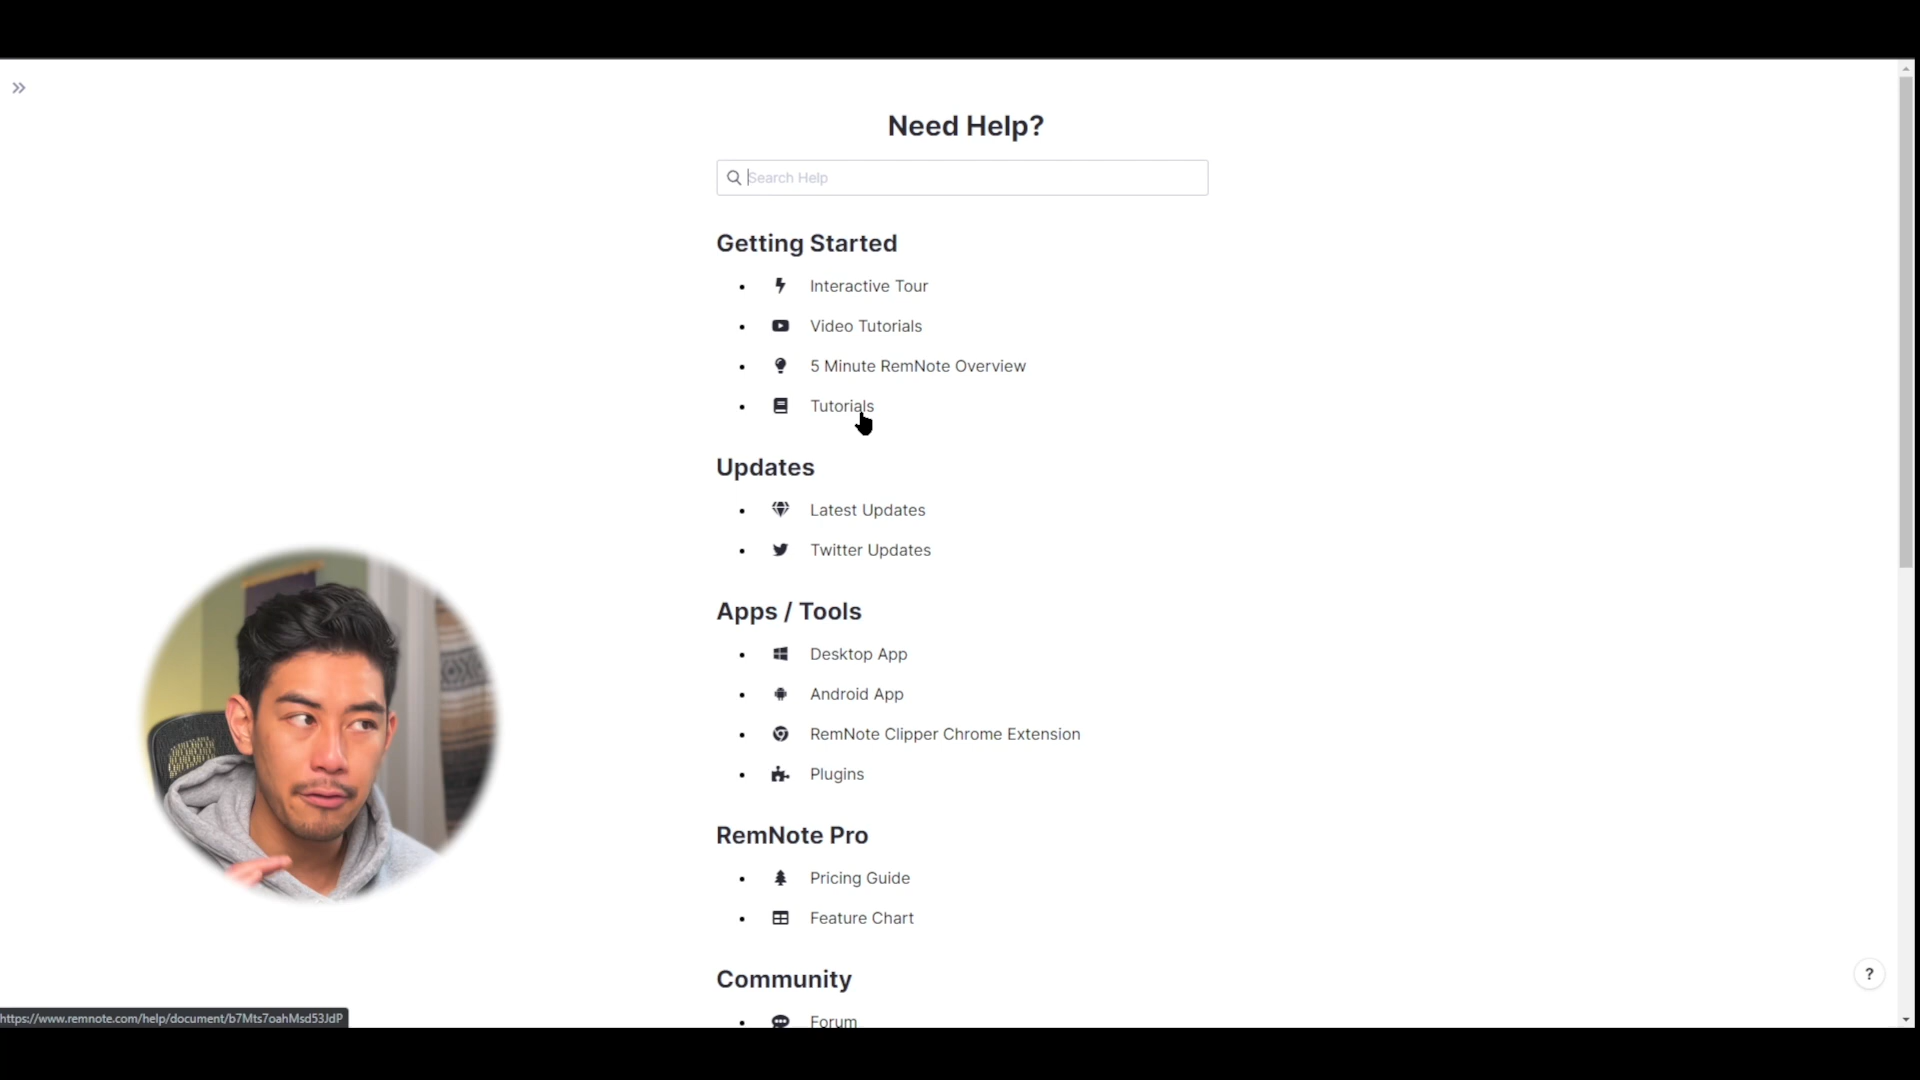 Need Help?
Search Help
Getting Started
Interactive Tour
Video Tutorials
5 Minute RemNote Overview
Tutorials
Updates
Latest Updates
Twitter Updates
Apps / Tools
Desktop App
Android App
RemNote Clipper Chrome Extension
Plugins
RemNote Pro
Pricing Guide
Feature Chart
Community
?
https://www.remnote.com/help/document/b7Mts7oahMsd53JdP
Forum